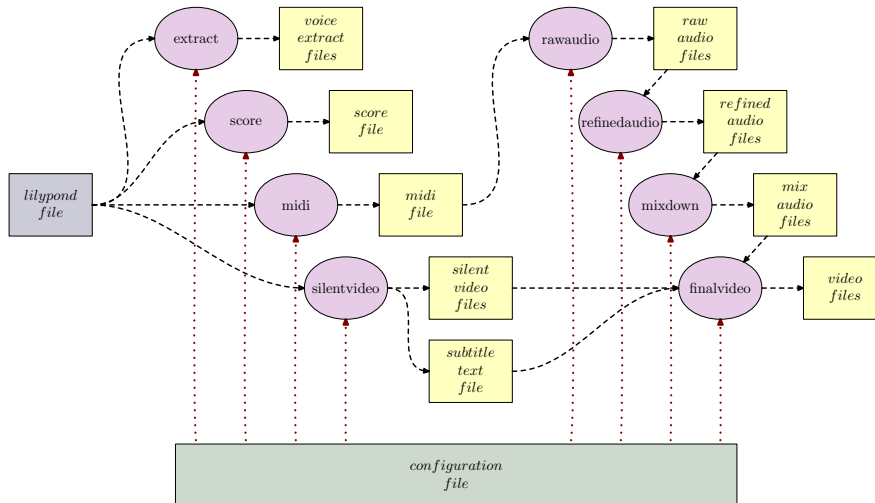 extract
voice
extract
files
rawaudio
raw
audio
files
score
score
file
refinedaudio
refined
audio
files
lilypond
file
midi
midi
file
mixdown
mix
audio
files
silentvideo
silent
video
files
finalvideo
video
files
subtitle
text
file
configuration
file